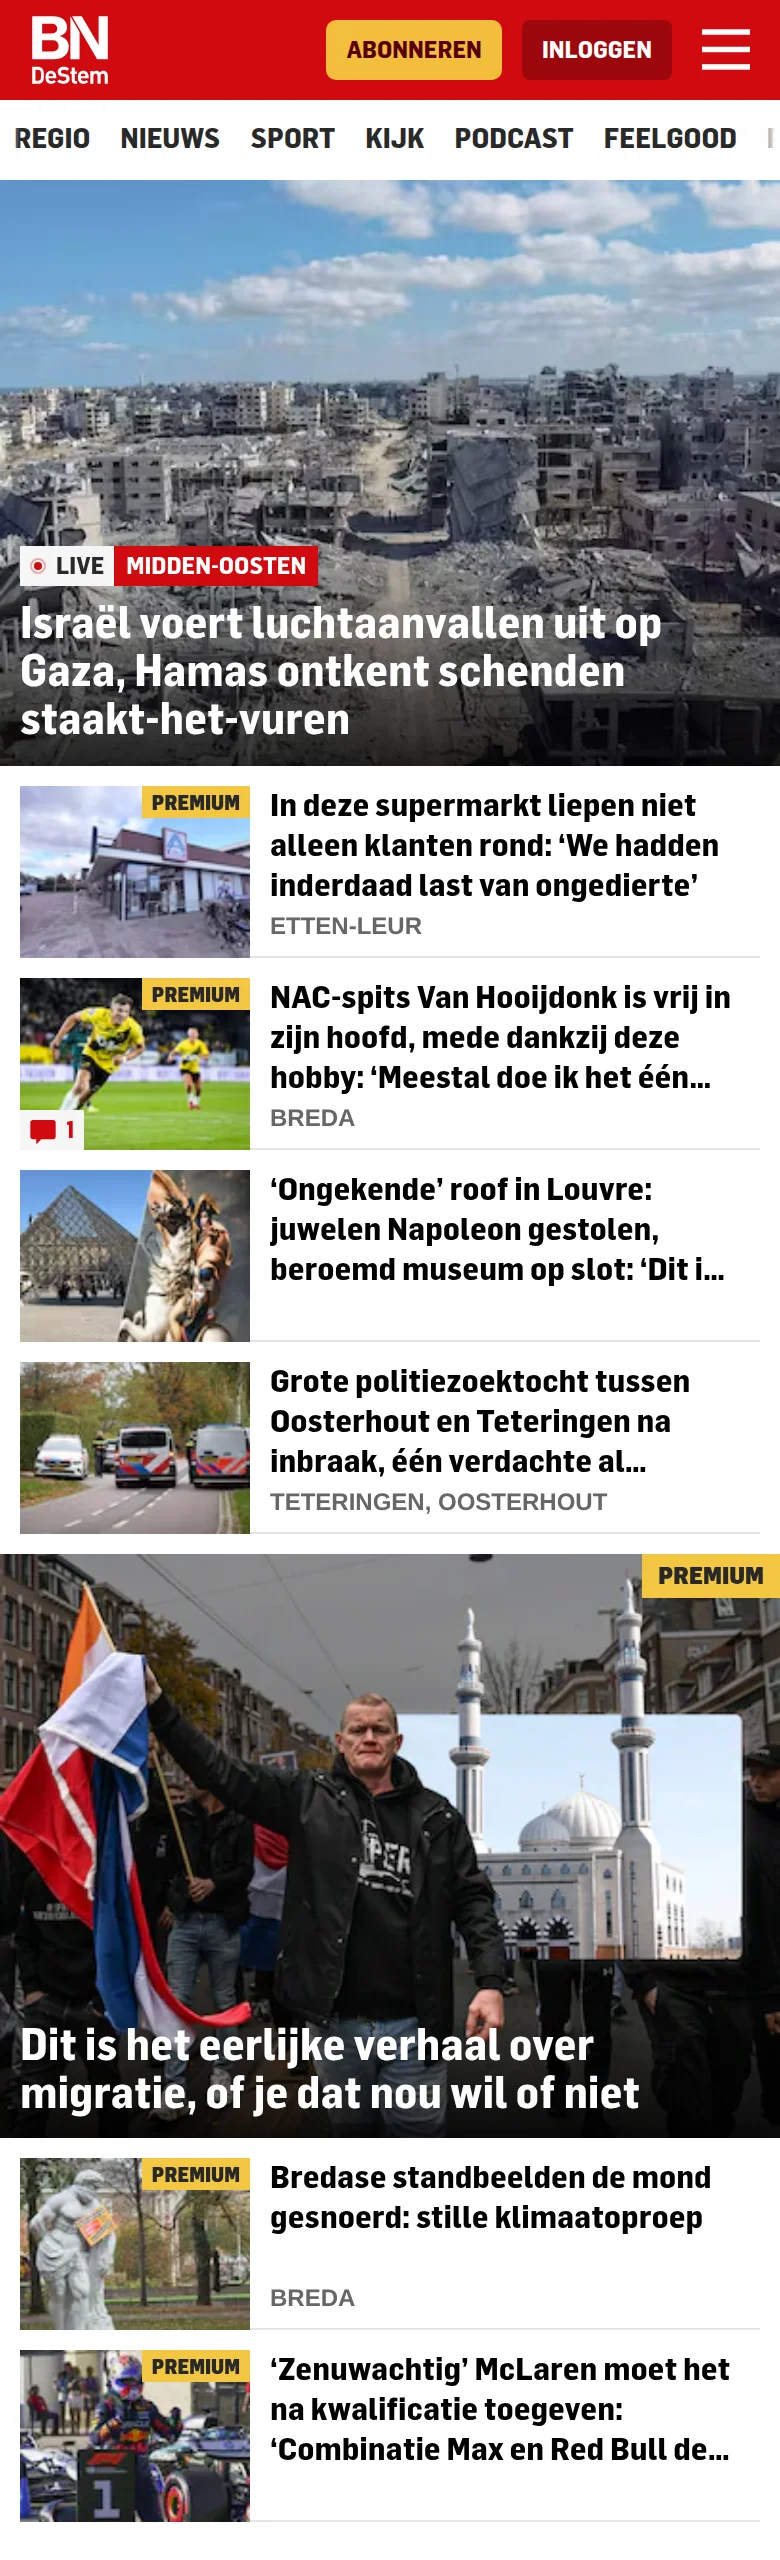 BN
DeStem
ABONNEREN
INLOGGEN
REGIO NIEUWS SPORT KIJK PODCAST FEELGOOD
LIVE MIDDEN-OOSTEN
Israël voert luchtaanvallen uit op
Gaza, Hamas ontkent schenden
staakt-het-vuren
PREMIUM
In deze supermarkt liepen niet
alleen klanten rond: ‘We hadden
inderdaad last van ongedierte’
ETTEN-LEUR
PREMIUM
1
NAC-spits Van Hooijdonk is vrij in
zijn hoofd, mede dankzij deze
hobby: ‘Meestal doe ik het één...
BREDA
‘Ongekende’ roof in Louvre:
juwelen Napoleon gestolen,
beroemd museum op slot: ‘Dit i...
Grote politiezoektocht tussen
Oosterhout en Teteringen na
inbraak, één verdachte al...
TETERINGEN, OOSTERHOUT
PREMIUM
Dit is het eerlijke verhaal over
migratie, of je dat nou wil of niet
PREMIUM
Bredase standbeelden de mond
gesnoerd: stille klimaatoproep
BREDA
PREMIUM
1
‘Zenuwachtig’ McLaren moet het
na kwalificatie toegeven:
‘Combinatie Max en Red Bull de...